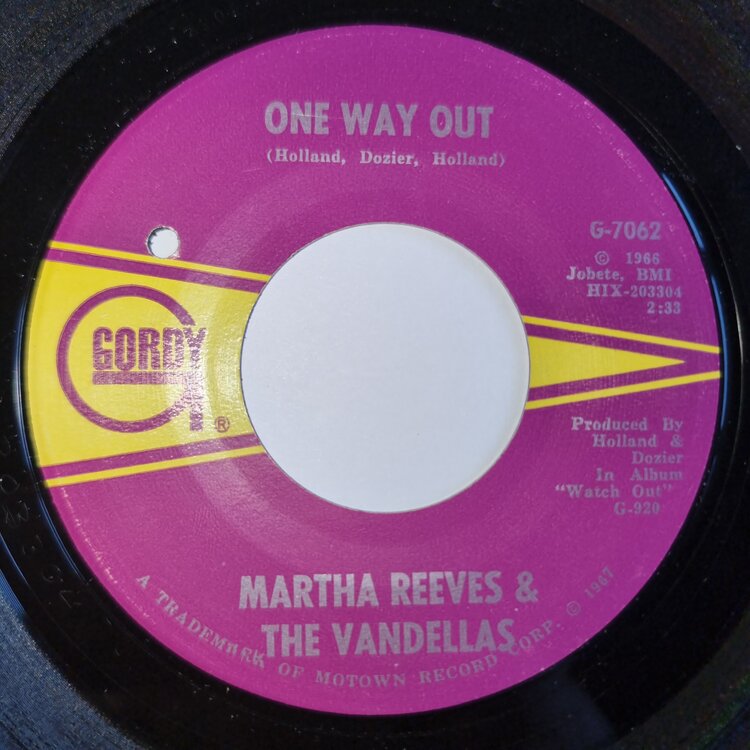 ONE WAY OUT
(Holland, Dozier, Holland)
G-7062
© 1966
Jobete, BMI
HIX-203304
2:33
GORDY
®
Produced By
Holland &
Dozier
In Album
"Watch Out"
G-920
MARTHA REEVES &
THE VANDELLAS
A TRADEMARK OF MOTOWN RECORD CORP. © 1967